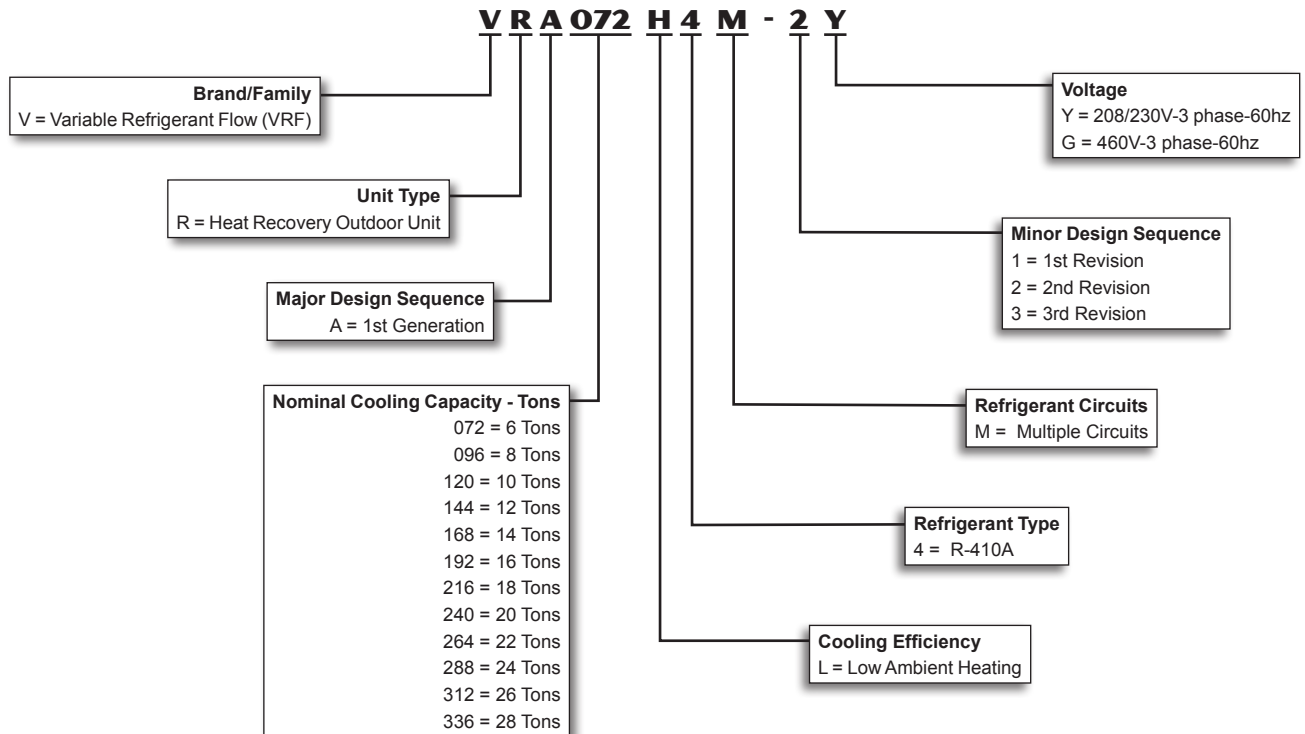 V R A 072 H 4 M - 2 Y
Brand/Family
V = Variable Refrigerant Flow (VRF)
Unit Type
R = Heat Recovery Outdoor Unit
Major Design Sequence
A = 1st Generation
Nominal Cooling Capacity - Tons
072 = 6 Tons
096 = 8 Tons
120 = 10 Tons
144 = 12 Tons
168 = 14 Tons
192 = 16 Tons
216 = 18 Tons
240 = 20 Tons
264 = 22 Tons
288 = 24 Tons
312 = 26 Tons
336 = 28 Tons
Voltage
Y = 208/230V-3 phase-60hz
G = 460V-3 phase-60hz
Minor Design Sequence
1 = 1st Revision
2 = 2nd Revision
3 = 3rd Revision
Refrigerant Circuits
M = Multiple Circuits
Refrigerant Type
4 = R-410A
Cooling Efficiency
L = Low Ambient Heating